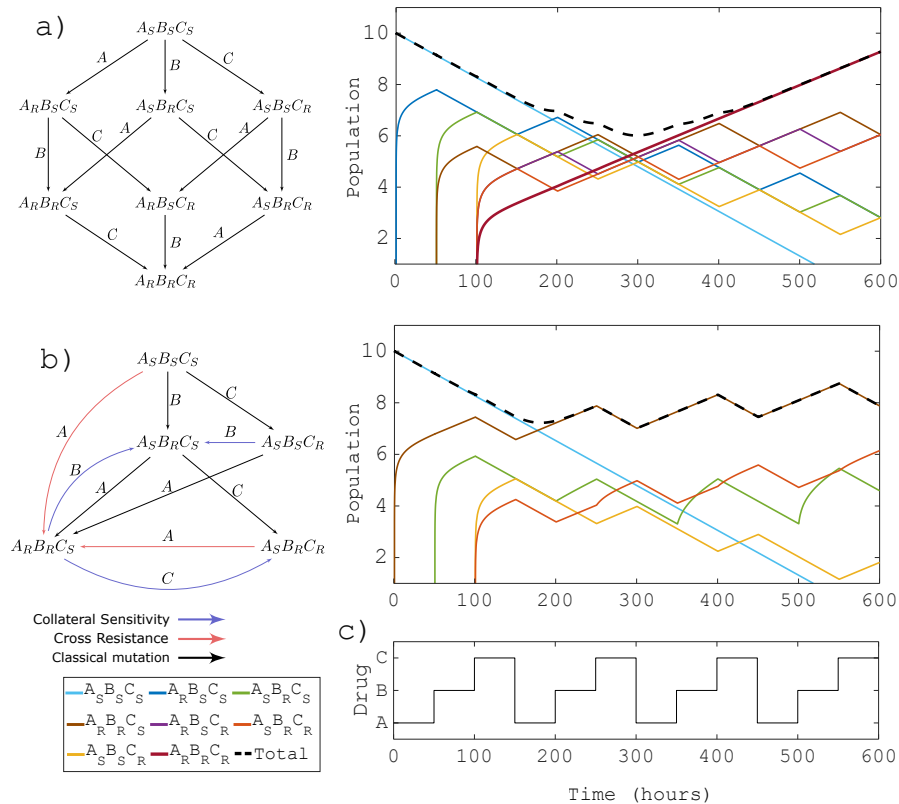 a)
A_S B_S C_S
A B C
A_R B_S C_S A_S B_R C_S A_S B_S C_R
B C A C A B
A_R B_R C_S A_R B_S C_R A_S B_R C_R
C B A
A_R B_R C_R
Population
10
8
6
4
2
0 100 200 300 400 500 600
b)
A_S B_S C_S
A B C
A_S B_R C_S B A_S B_S C_R
B A A C
A_R B_R C_S A A_S B_R C_R
C
Collateral Sensitivity
Cross Resistance
Classical mutation
A_S B_S C_S A_R B_S C_S A_S B_R C_S
A_R B_R C_S A_R B_S C_R A_S B_R C_R
A_S B_S C_R A_R B_R C_R Total
Population
10
8
6
4
2
0 100 200 300 400 500 600
c)
Drug
C
B
A
0 100 200 300 400 500 600
Time (hours)